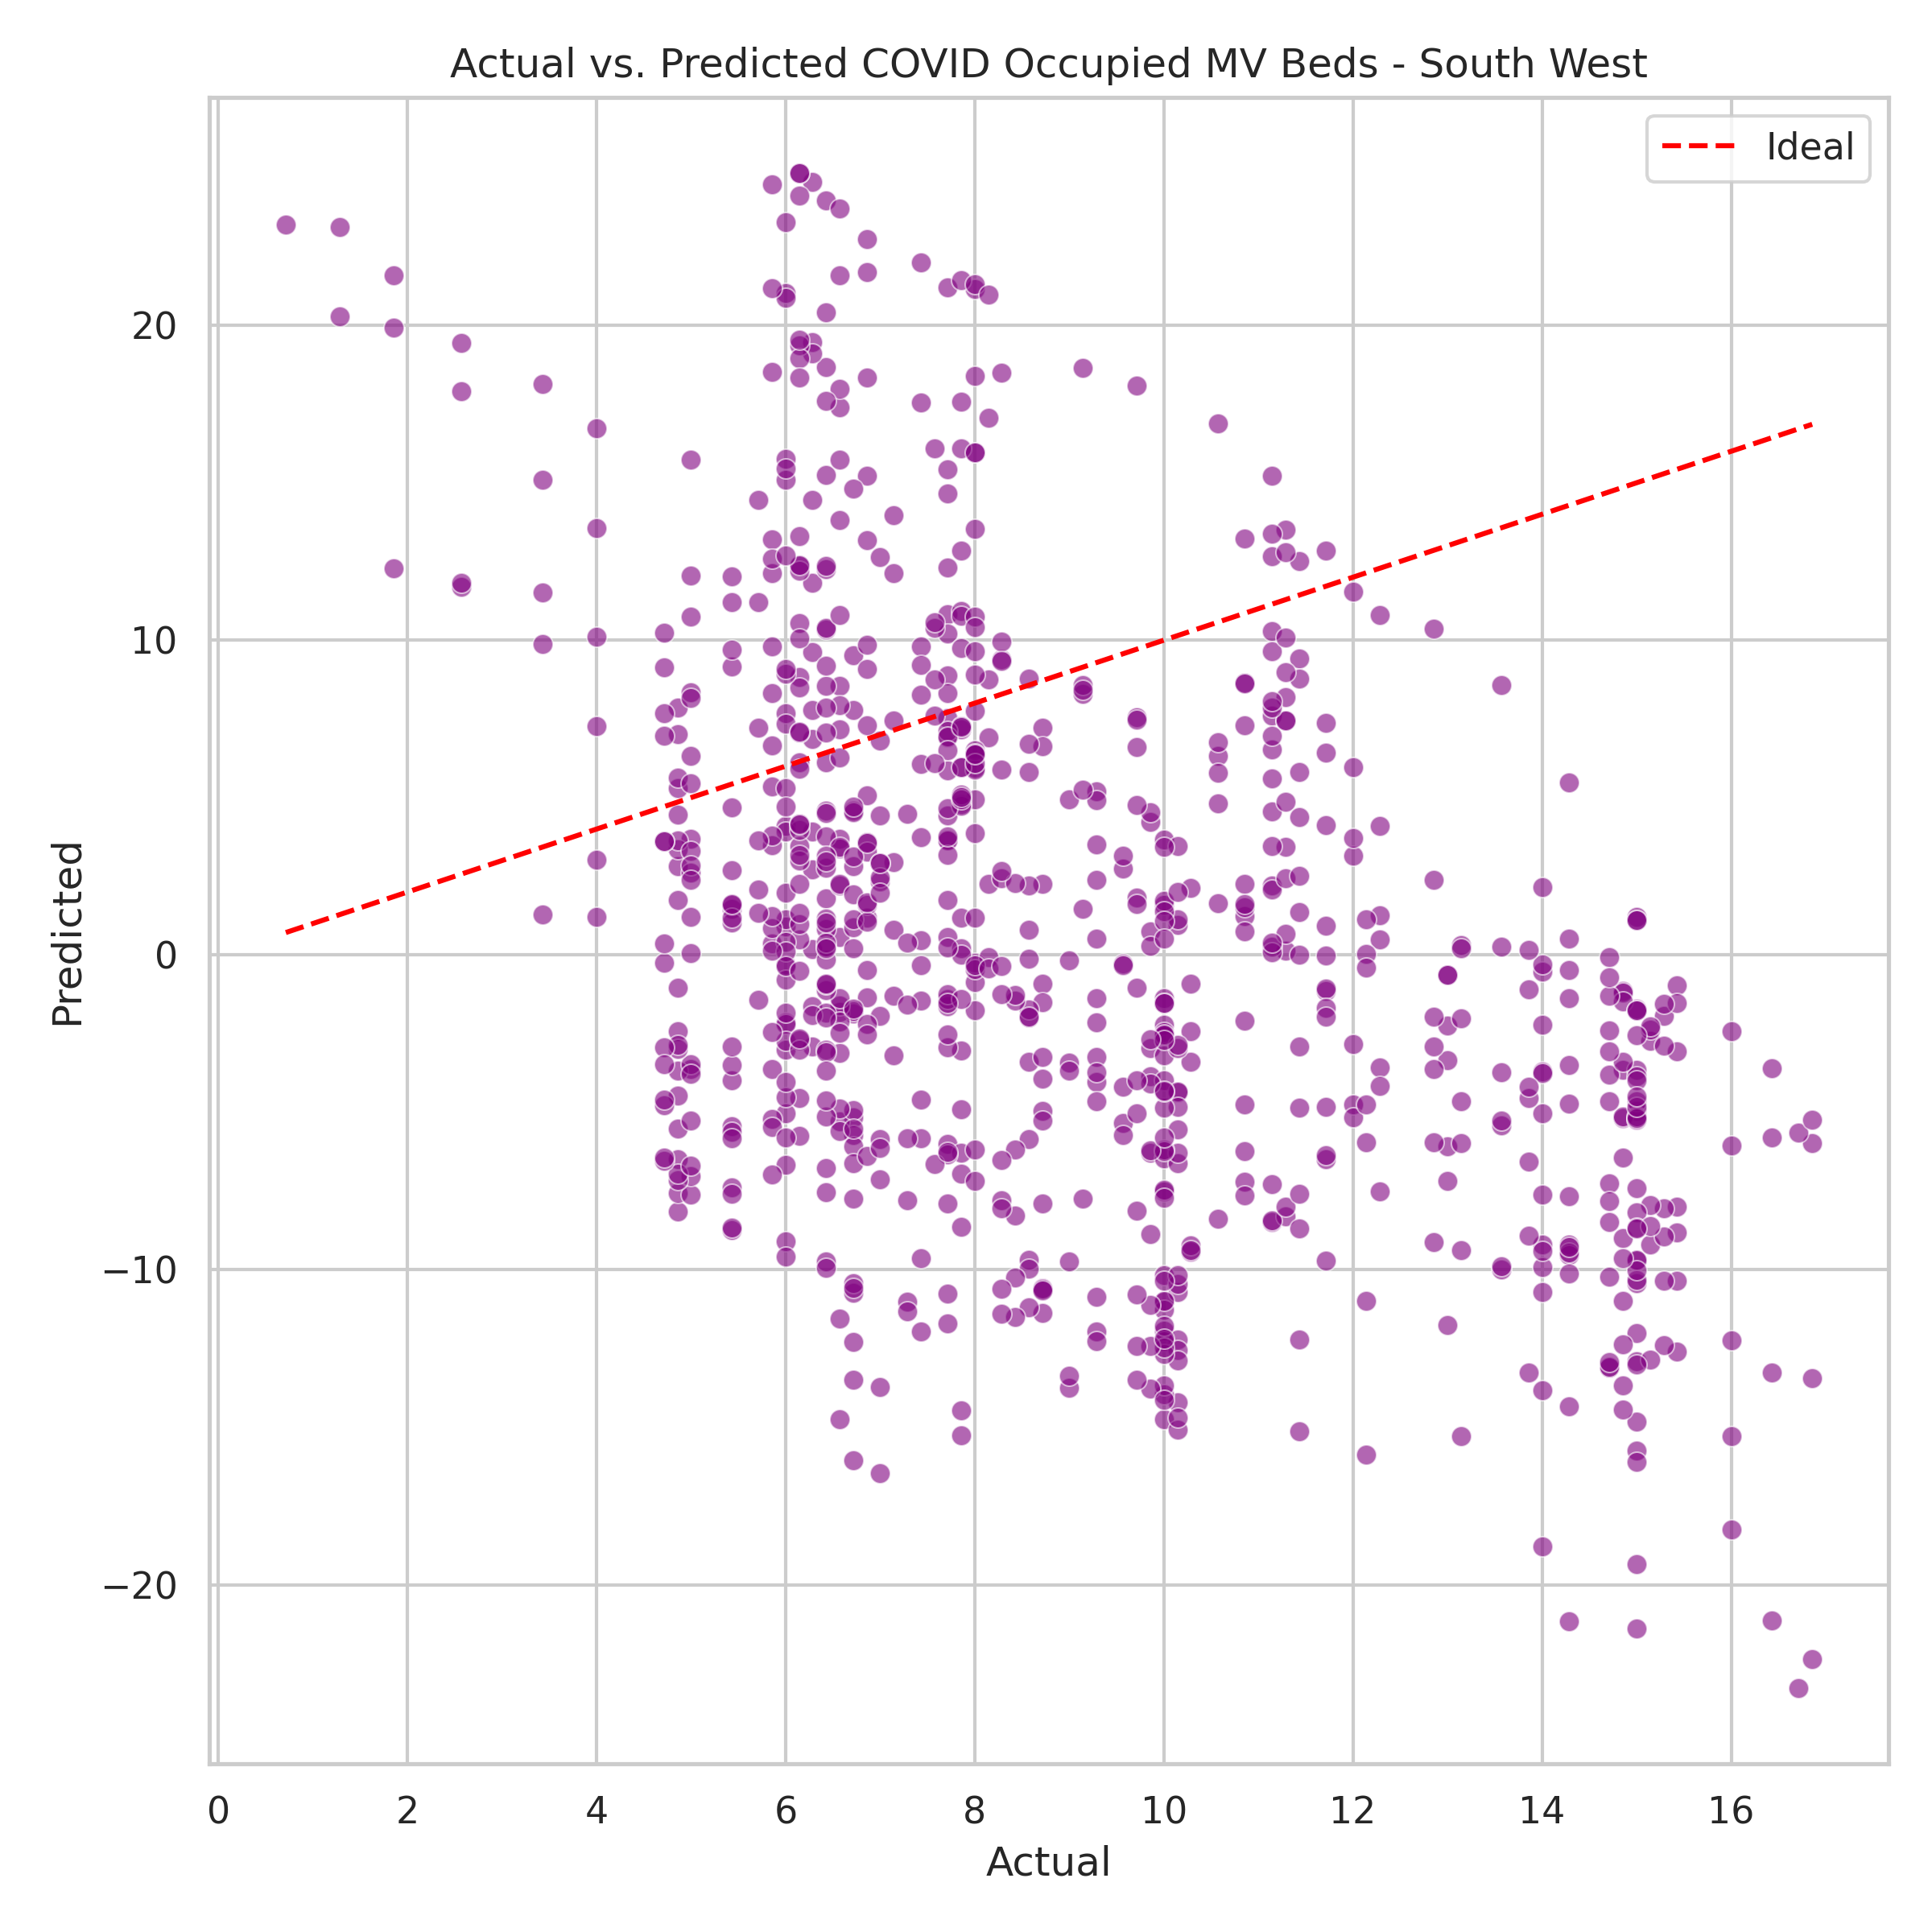 Actual vs. Predicted COVID Occupied MV Beds - South West
Ideal
20
10
0
−10
−20
Predicted
0 2 4 6 8 10 12 14 16
Actual